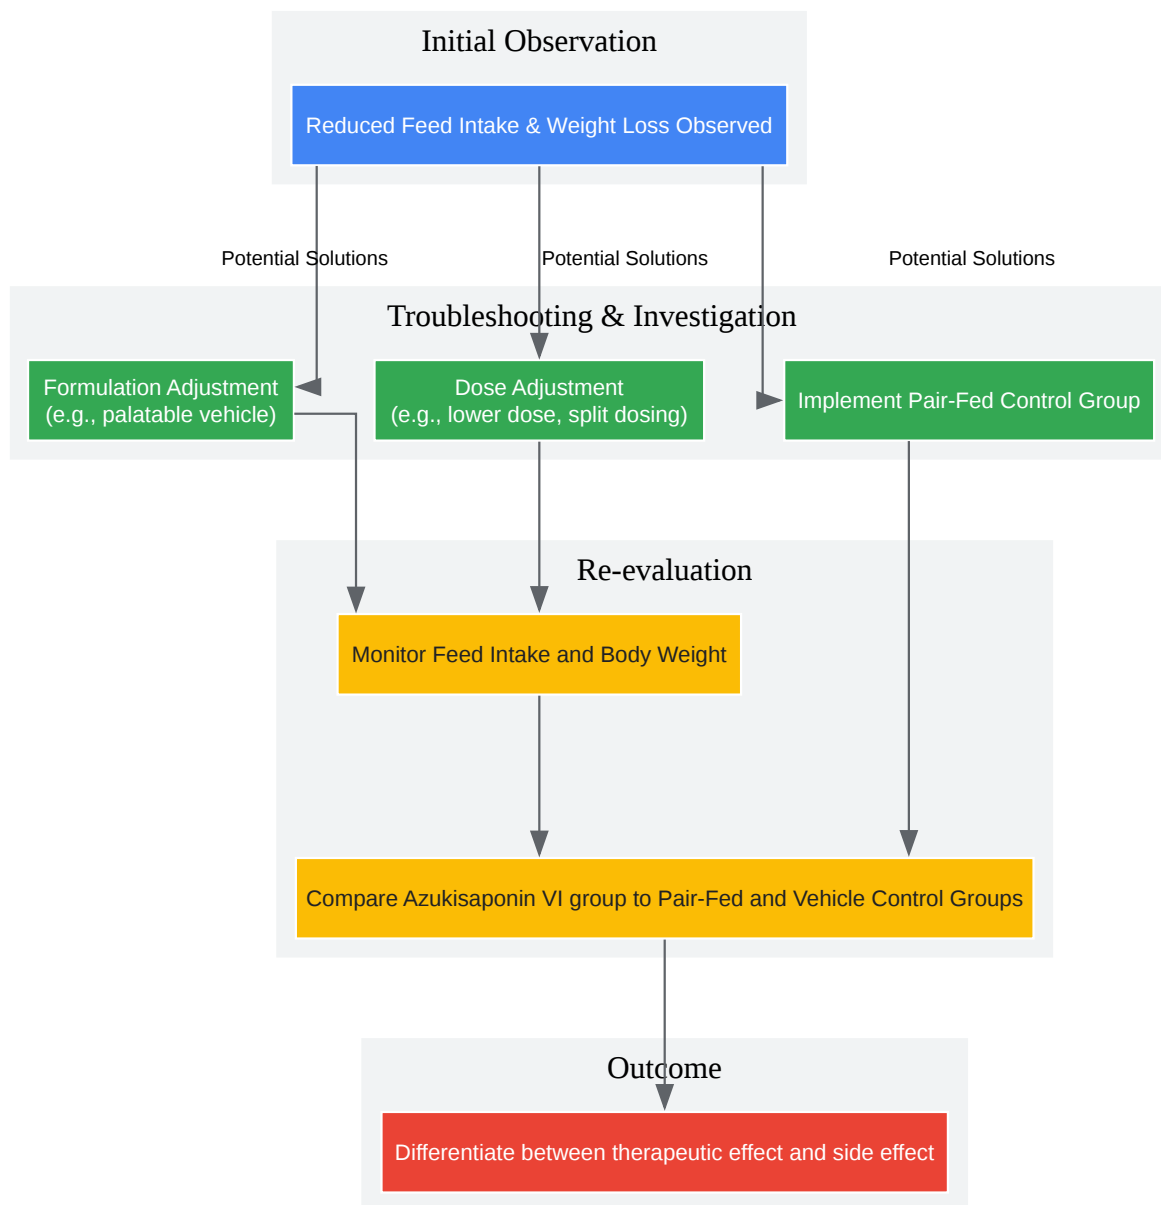 Initial Observation
Reduced Feed Intake & Weight Loss Observed
Potential Solutions
Potential Solutions
Potential Solutions
Troubleshooting & Investigation
Formulation Adjustment
(e.g., palatable vehicle)
Dose Adjustment
(e.g., lower dose, split dosing)
Implement Pair-Fed Control Group
Re-evaluation
Monitor Feed Intake and Body Weight
Compare Azukisaponin VI group to Pair-Fed and Vehicle Control Groups
Outcome
Differentiate between therapeutic effect and side effect